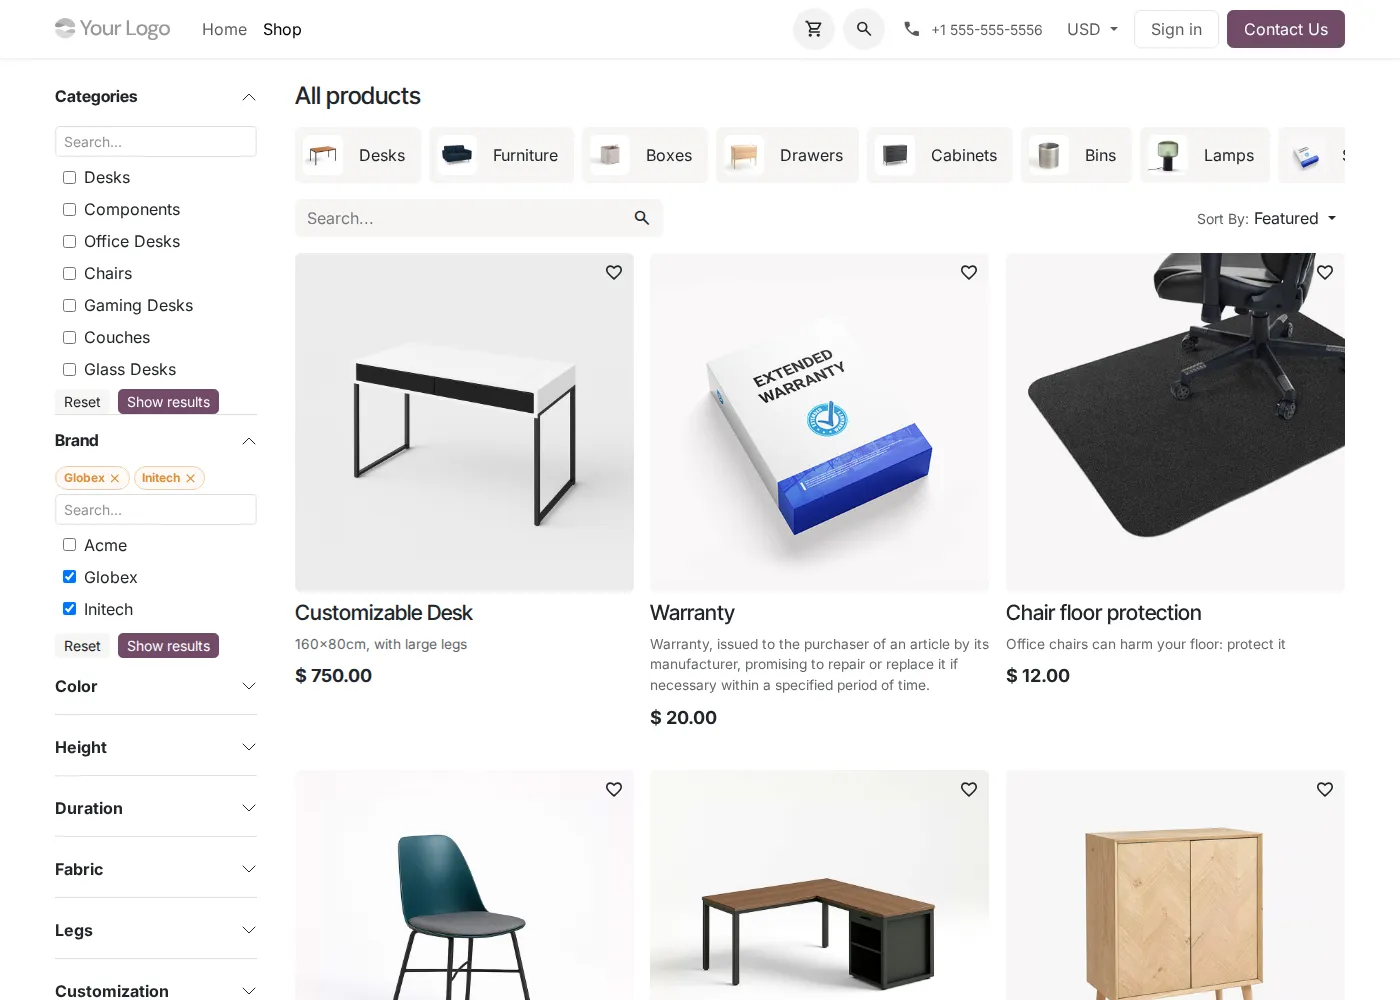 Your Logo
Home
Shop
+1 555-555-5556
USD
Sign in
Contact Us
Categories
Search...
Desks
Components
Office Desks
Chairs
Gaming Desks
Couches
Glass Desks
Reset
Show results
Brand
Globex
Initech
Search...
Acme
Globex
Initech
Reset
Show results
Color
Height
Duration
Fabric
Legs
Customization
All products
Desks
Furniture
Boxes
Drawers
Cabinets
Bins
Lamps
Search...
Sort By: Featured
EXTENDED
WARRANTY
Customizable Desk
160x80cm, with large legs
$ 750.00
Warranty
Warranty, issued to the purchaser of an article by its
manufacturer, promising to repair or replace it if
necessary within a specified period of time.
$ 20.00
Chair floor protection
Office chairs can harm your floor: protect it
$ 12.00